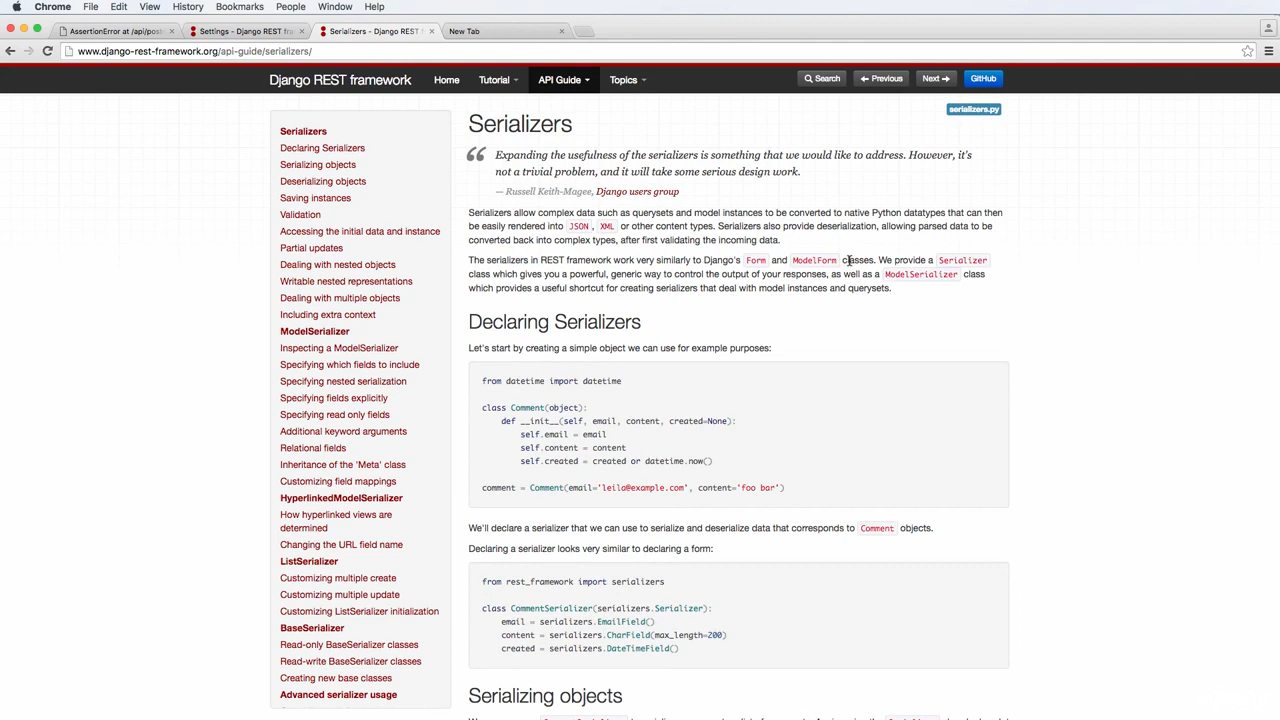 Chrome File Edit View History Bookmarks People Window Help
AssertionError at /api/post
Settings - Django REST fra
Serializers - Django REST f
New Tab
www.django-rest-framework.org/api-guide/serializers/
Django REST framework Home Tutorial API Guide Topics Search Previous Next GitHub
serializers.py
Serializers
Declaring Serializers
Serializing objects
Deserializing objects
Saving instances
Validation
Accessing the initial data and instance
Partial updates
Dealing with nested objects
Writable nested representations
Dealing with multiple objects
Including extra context
ModelSerializer
Inspecting a ModelSerializer
Specifying which fields to include
Specifying nested serialization
Specifying fields explicitly
Specifying read only fields
Additional keyword arguments
Relational fields
Inheritance of the 'Meta' class
Customizing field mappings
HyperlinkedModelSerializer
How hyperlinked views are
determined
Changing the URL field name
ListSerializer
Customizing multiple create
Customizing multiple update
Customizing ListSerializer initialization
BaseSerializer
Read-only BaseSerializer classes
Read-write BaseSerializer classes
Creating new base classes
Advanced serializer usage
Serializers
Expanding the usefulness of the serializers is something that we would like to address. However, it's
not a trivial problem, and it will take some serious design work.
— Russell Keith-Magee, Django users group
Serializers allow complex data such as querysets and model instances to be converted to native Python datatypes that can then
be easily rendered into JSON , XML or other content types. Serializers also provide deserialization, allowing parsed data to be
converted back into complex types, after first validating the incoming data.
The serializers in REST framework work very similarly to Django's Form and ModelForm classes. We provide a Serializer
class which gives you a powerful, generic way to control the output of your responses, as well as a ModelSerializer class
which provides a useful shortcut for creating serializers that deal with model instances and querysets.
Declaring Serializers
Let's start by creating a simple object we can use for example purposes:
from datetime import datetime
class Comment(object):
def __init__(self, email, content, created=None):
self.email = email
self.content = content
self.created = created or datetime.now()
comment = Comment(email='leila@example.com', content='foo bar')
We'll declare a serializer that we can use to serialize and deserialize data that corresponds to Comment objects.
Declaring a serializer looks very similar to declaring a form:
from rest_framework import serializers
class CommentSerializer(serializers.Serializer):
email = serializers.EmailField()
content = serializers.CharField(max_length=200)
created = serializers.DateTimeField()
Serializing objects